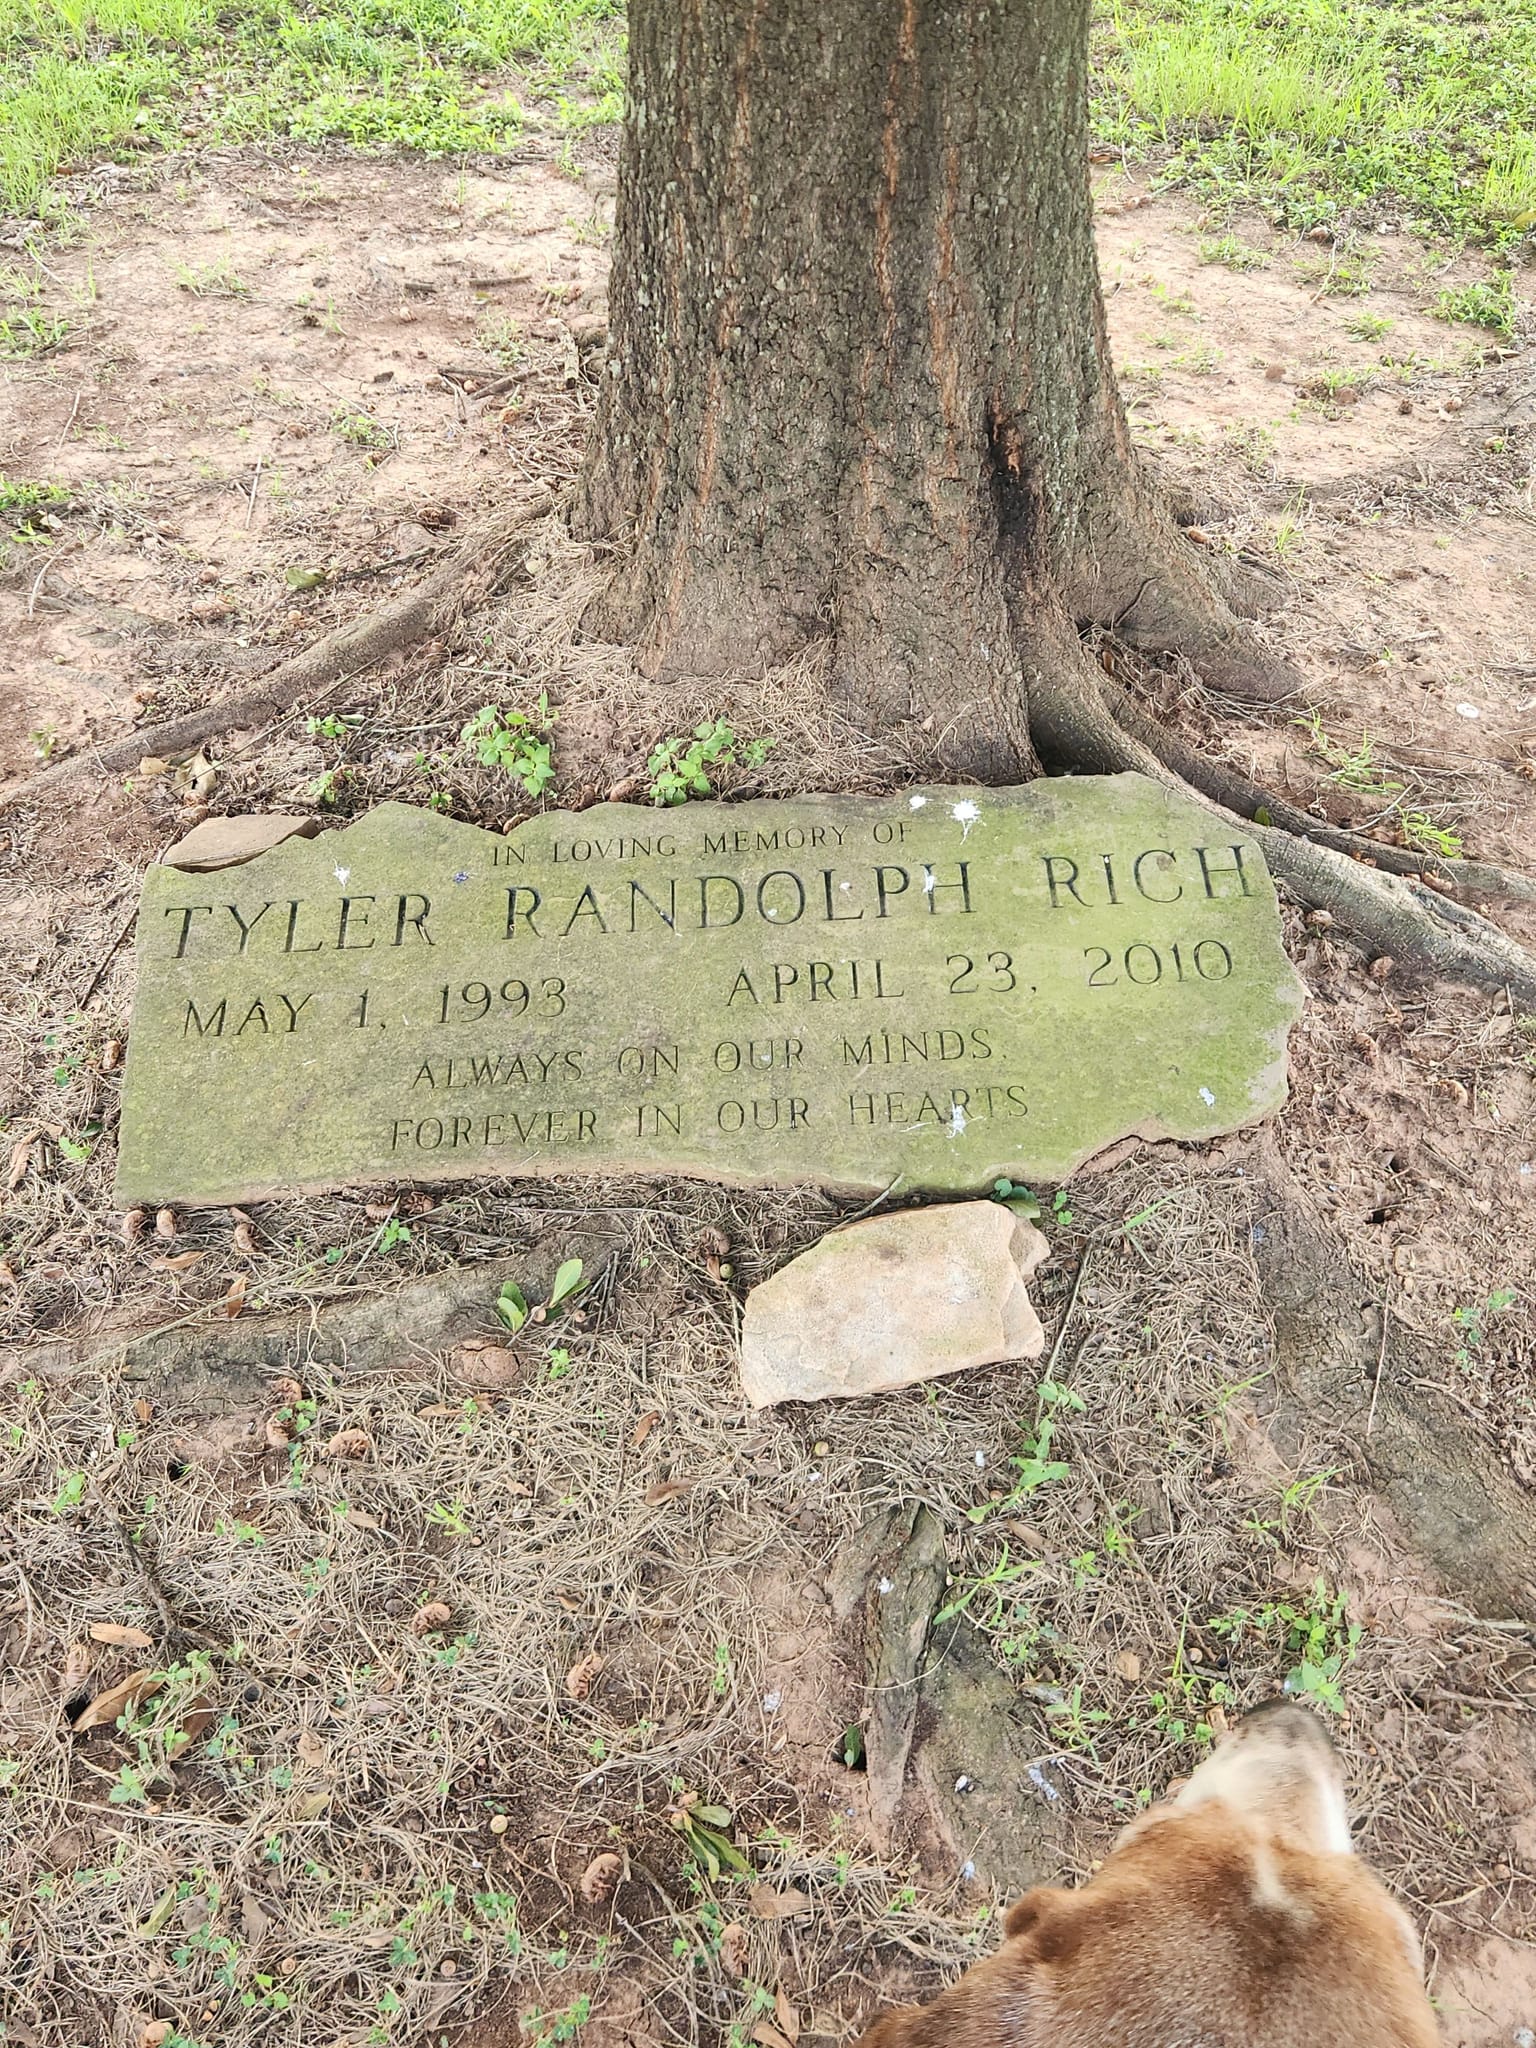 IN LOVING MEMORY OF
TYLER RANDOLPH RICH
MAY 1, 1993 APRIL 23, 2010
ALWAYS ON OUR MINDS,
FOREVER IN OUR HEARTS